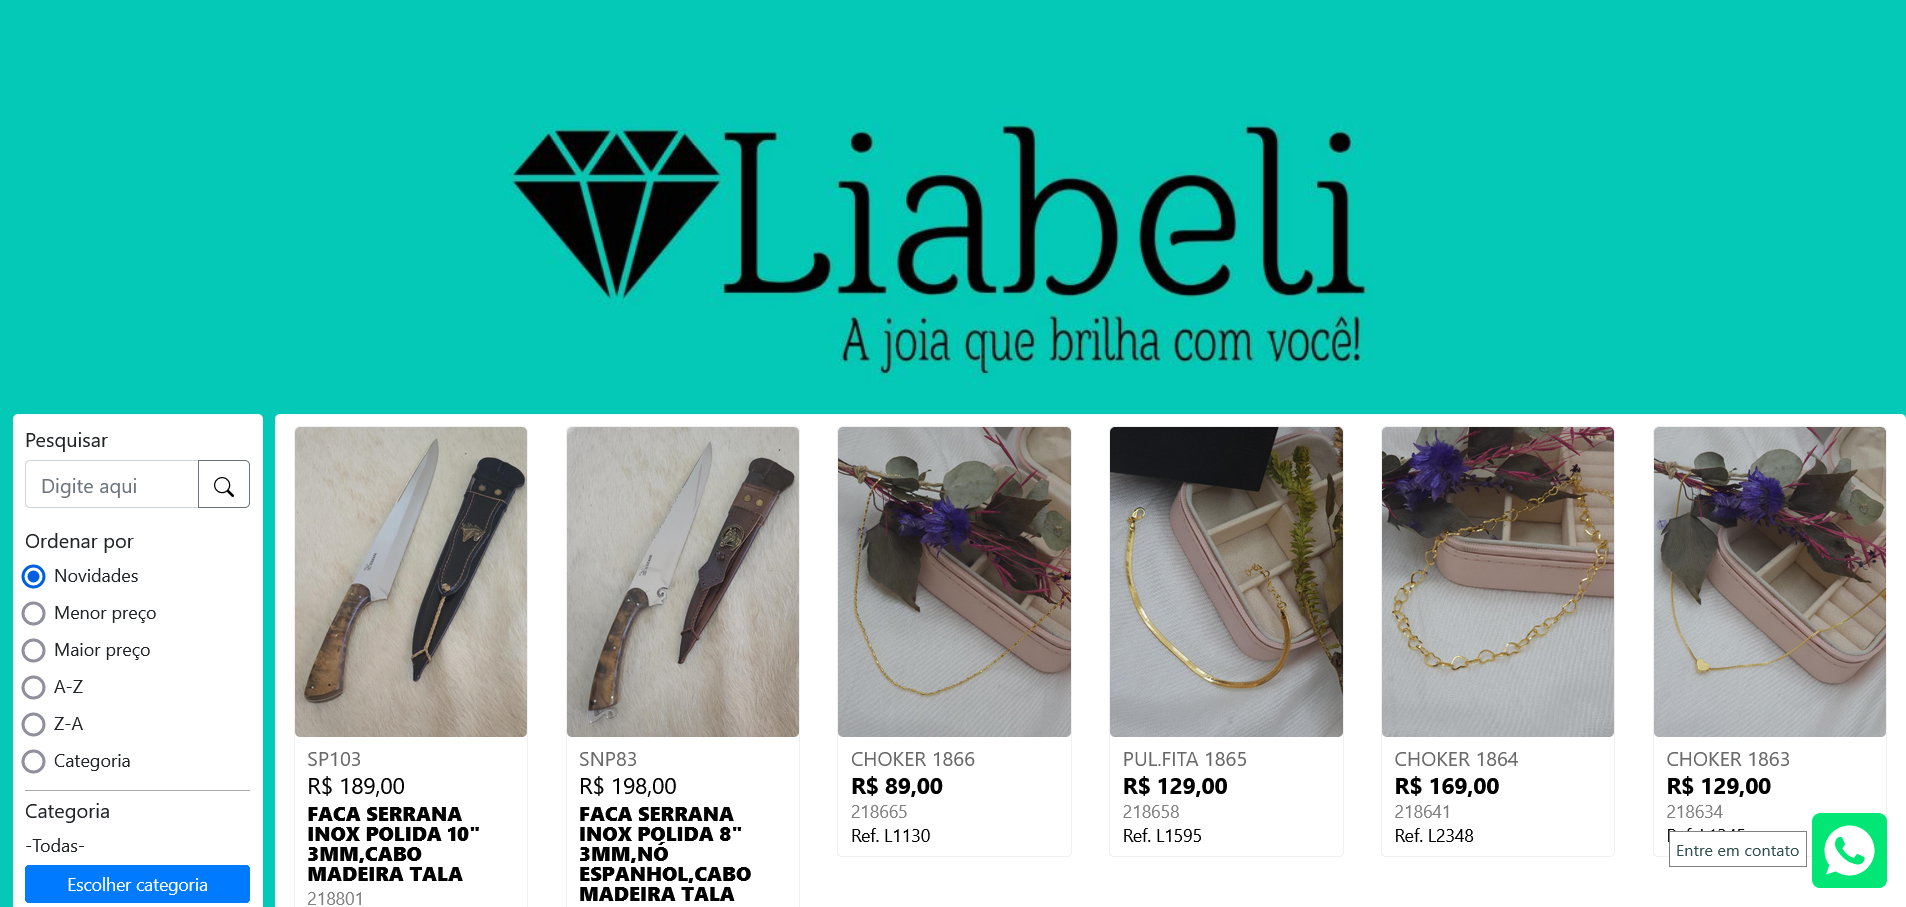 Liabeli
A joia que brilha com você!
Pesquisar
Digite aqui
Ordenar por
Novidades
Menor preço
Maior preço
A-Z
Z-A
Categoria
Categoria
-Todas-
Escolher categoria
SP103
R$ 189,00
FACA SERRANA
INOX POLIDA 10"
3MM,CABO
MADEIRA TALA
218801
SNP83
R$ 198,00
FACA SERRANA
INOX POLIDA 8"
3MM,NÓ
ESPANHOL,CABO
MADEIRA TALA
CHOKER 1866
R$ 89,00
218665
Ref. L1130
PUL.FITA 1865
R$ 129,00
218658
Ref. L1595
CHOKER 1864
R$ 169,00
218641
Ref. L2348
CHOKER 1863
R$ 129,00
218634
Entre em contato